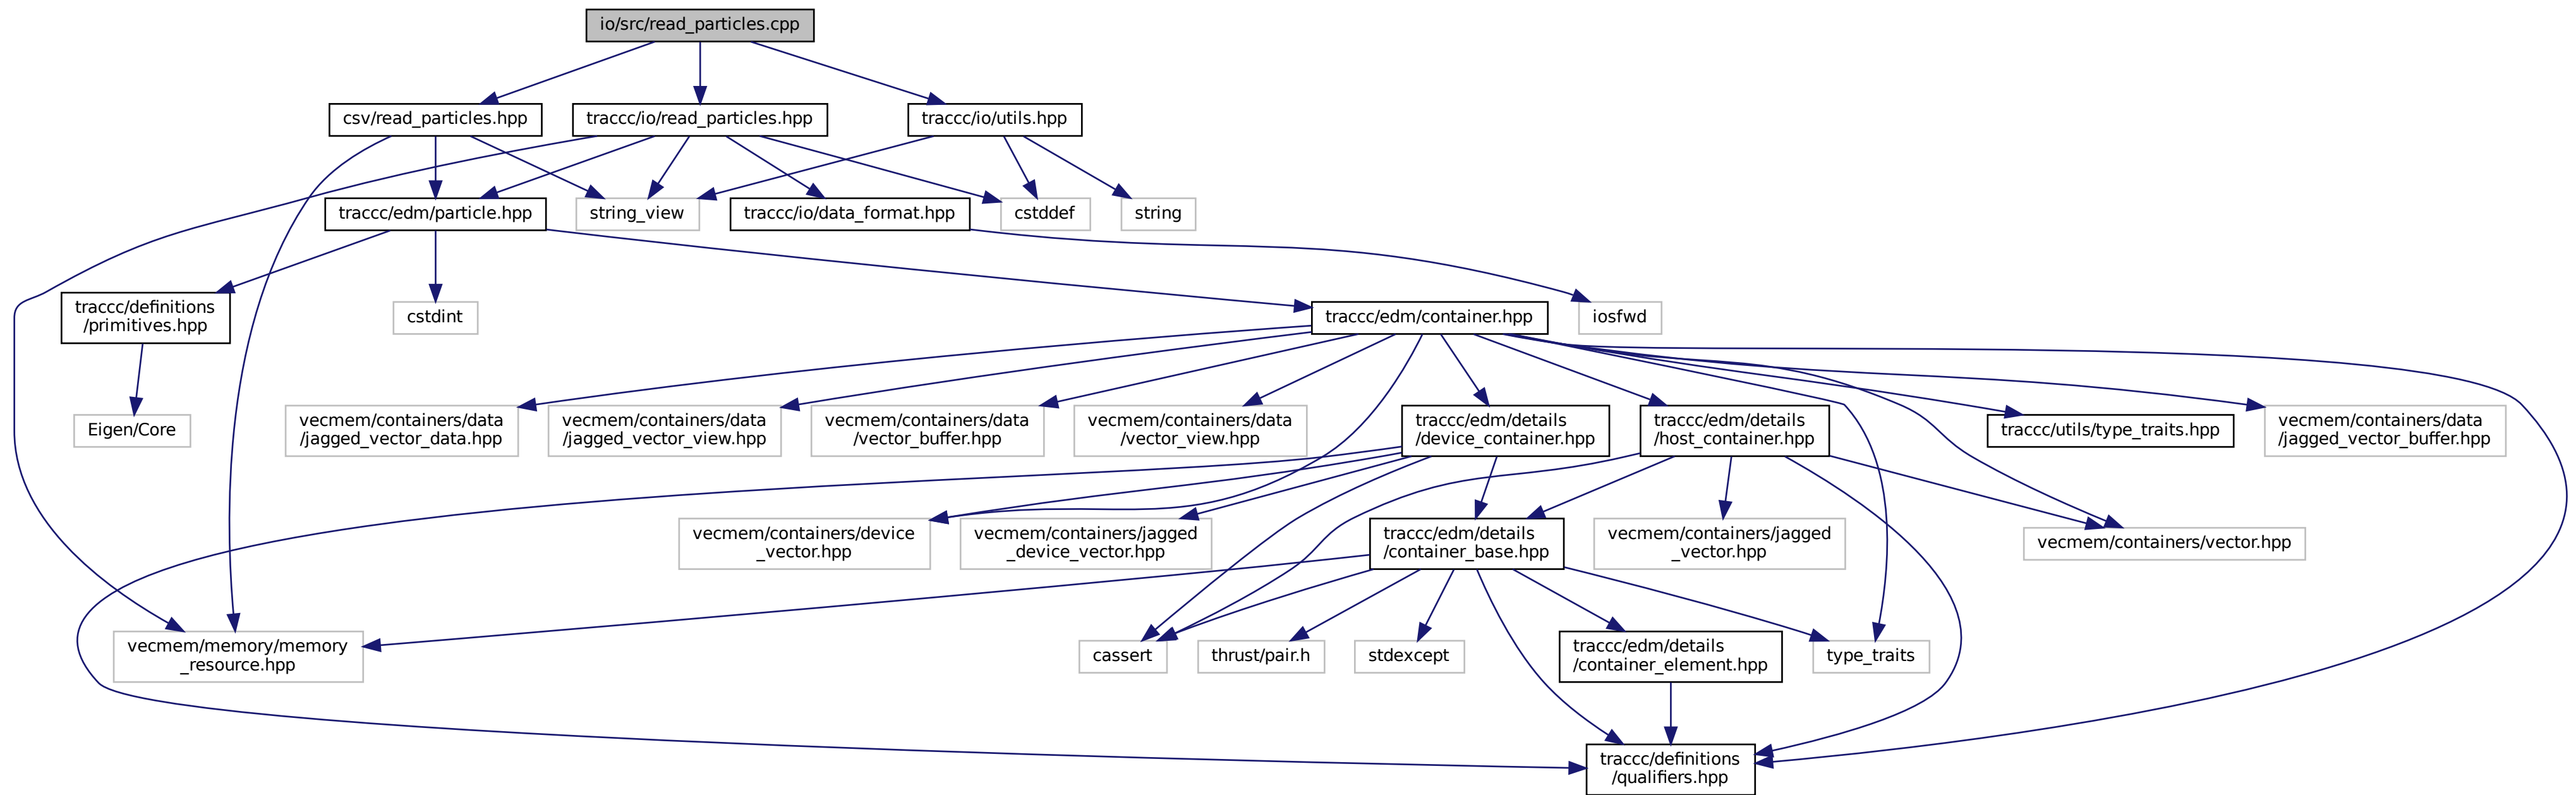 io/src/read_particles.cpp
csv/read_particles.hpp
traccc/io/read_particles.hpp
traccc/io/utils.hpp
traccc/edm/particle.hpp
string_view
traccc/io/data_format.hpp
cstddef
string
traccc/definitions
/primitives.hpp
cstdint
traccc/edm/container.hpp
iosfwd
Eigen/Core
vecmem/containers/data
/jagged_vector_data.hpp
vecmem/containers/data
/jagged_vector_view.hpp
vecmem/containers/data
/vector_buffer.hpp
vecmem/containers/data
/vector_view.hpp
traccc/edm/details
/device_container.hpp
traccc/edm/details
/host_container.hpp
traccc/utils/type_traits.hpp
vecmem/containers/data
/jagged_vector_buffer.hpp
vecmem/containers/device
_vector.hpp
vecmem/containers/jagged
_device_vector.hpp
traccc/edm/details
/container_base.hpp
vecmem/containers/jagged
_vector.hpp
vecmem/containers/vector.hpp
vecmem/memory/memory
_resource.hpp
cassert
thrust/pair.h
stdexcept
traccc/edm/details
/container_element.hpp
type_traits
traccc/definitions
/qualifiers.hpp